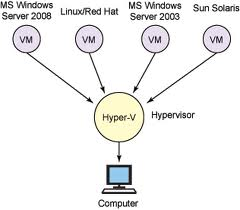 MS Windows
Server 2008
Linux/Red Hat
MS Windows
Server 2003
Sun Solaris
VM
VM
VM
VM
Hyper-V
Hypervisor
Computer